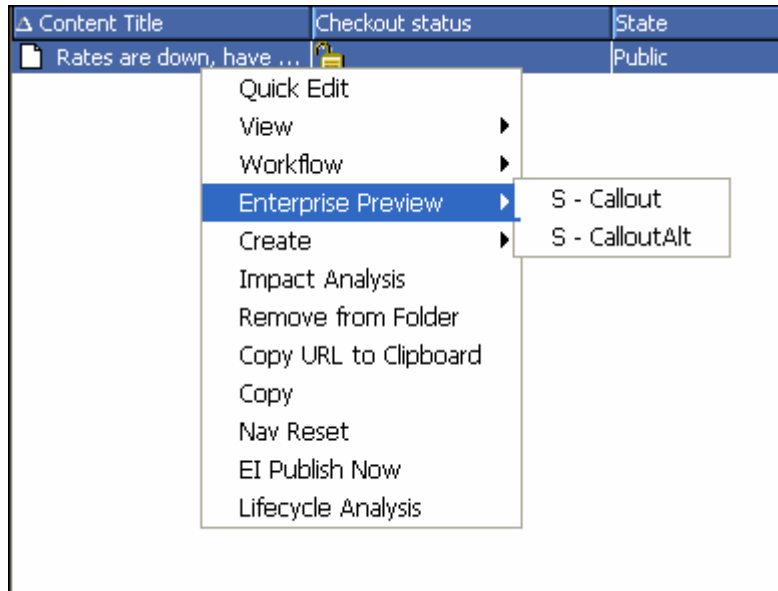 Content Title Checkout status State
Rates are down, have ... Public
Quick Edit
View
Workflow
Enterprise Preview S - Callout
Create S - CalloutAlt
Impact Analysis
Remove from Folder
Copy URL to Clipboard
Copy
Nav Reset
EI Publish Now
Lifecycle Analysis